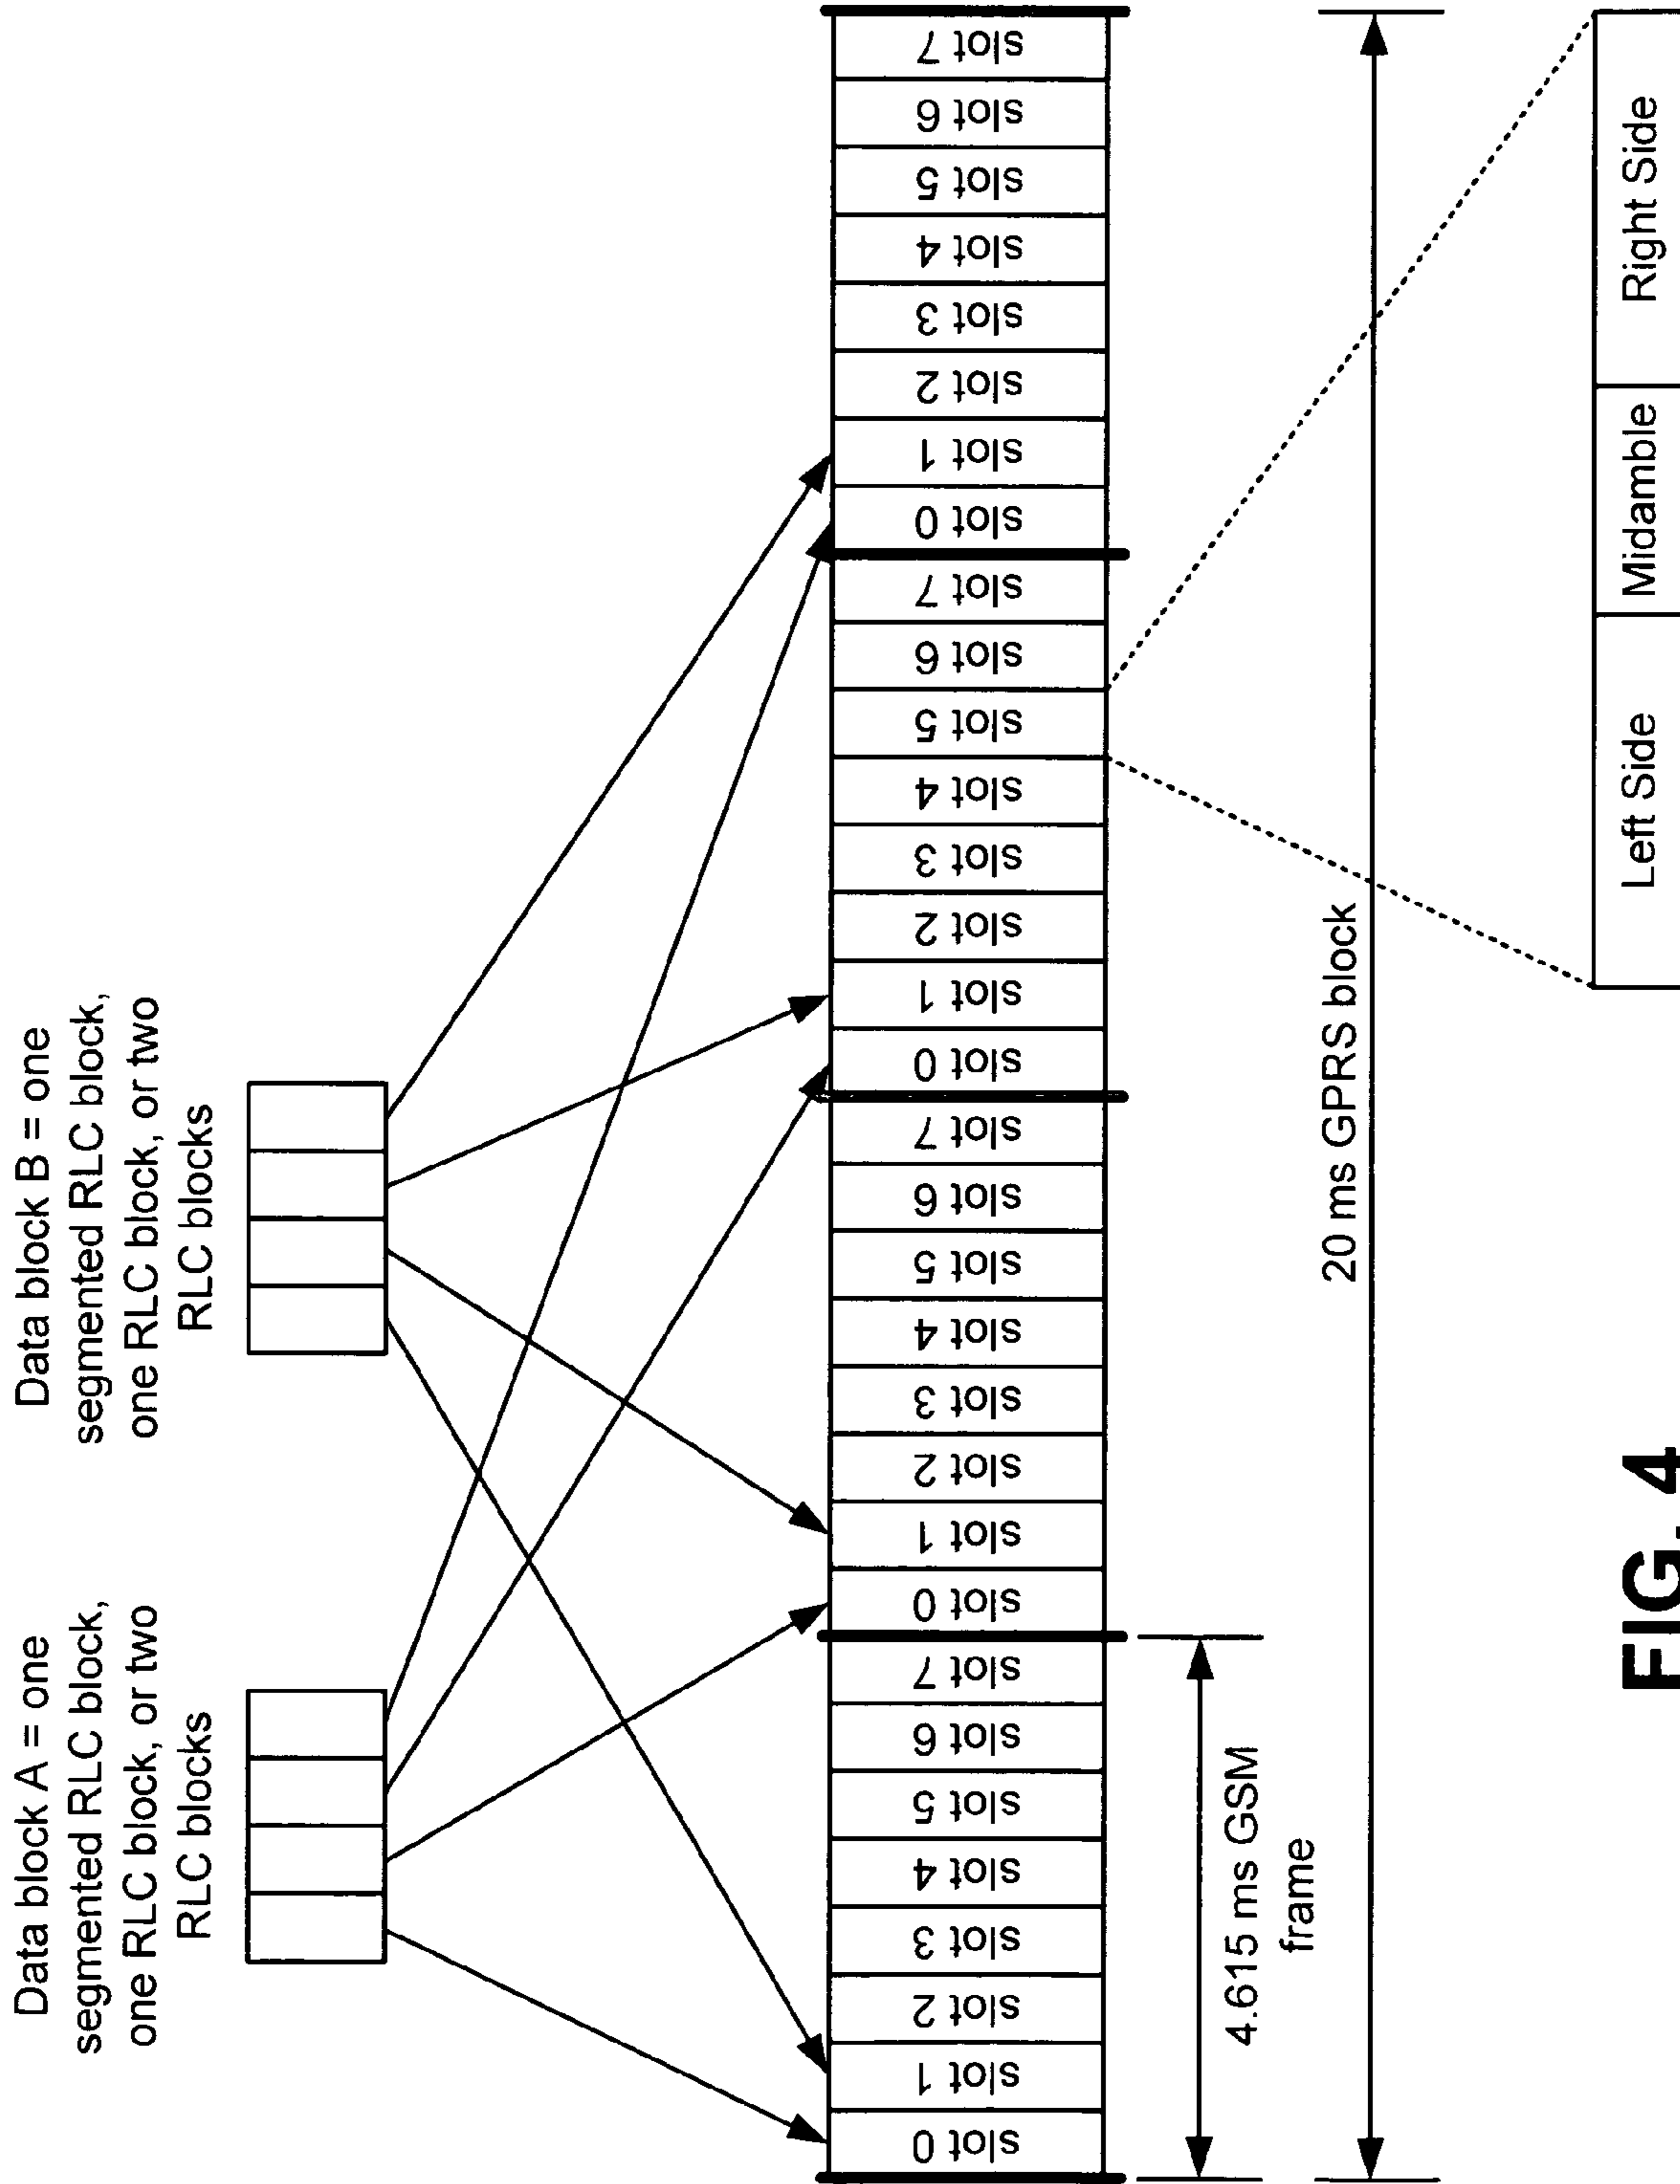 Data block A = one
segmented RLC block,
one RLC block, or two
RLC blocks
Data block B = one
segmented RLC block,
one RLC block, or two
RLC blocks
slot 0
slot 1
slot 2
slot 3
slot 4
slot 5
slot 6
slot 7
slot 0
slot 1
slot 2
slot 3
slot 4
slot 5
slot 6
slot 7
slot 0
slot 1
slot 2
slot 3
slot 4
slot 5
slot 6
slot 7
slot 0
slot 1
slot 2
slot 3
slot 4
slot 5
slot 6
slot 7
4.615 ms GSM
frame
20 ms GPRS block
Left Side
Midamble
Right Side
FIG. 4